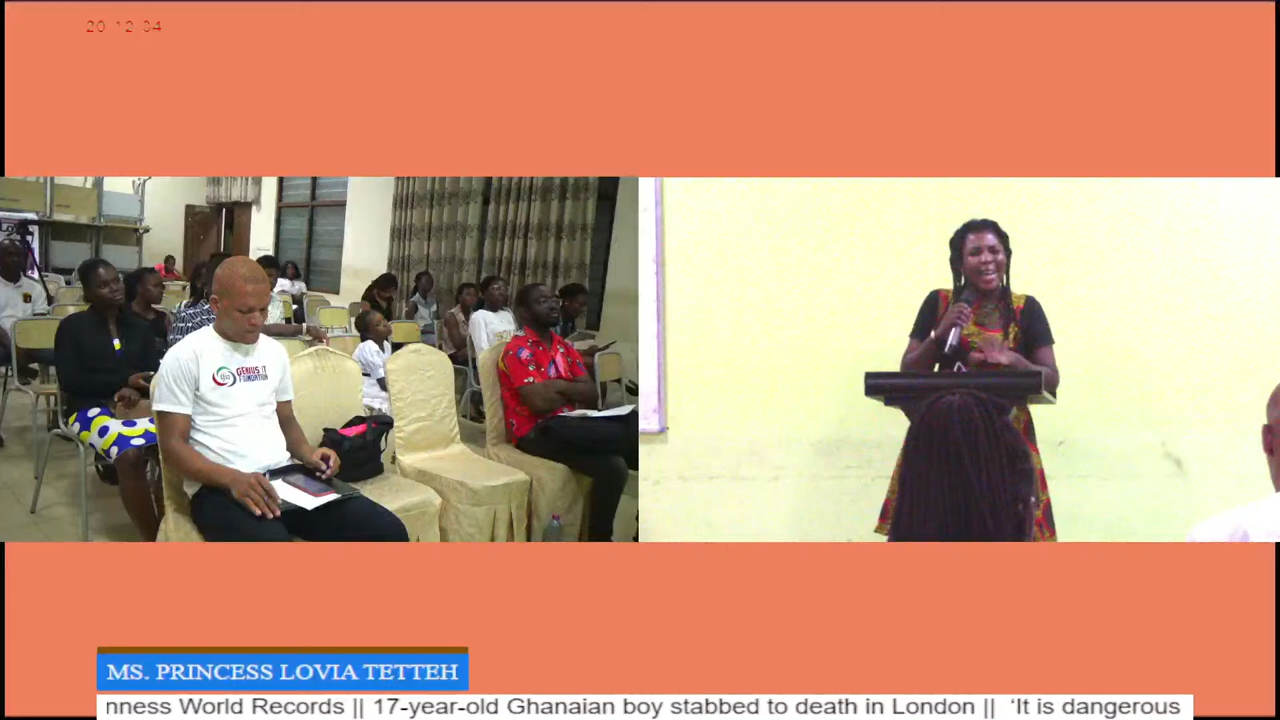 20 12 34
GENIUS IT
FOUNDATION
MS. PRINCESS LOVIA TETTEH
nness World Records || 17-year-old Ghanaian boy stabbed to death in London || ‘It is dangerous